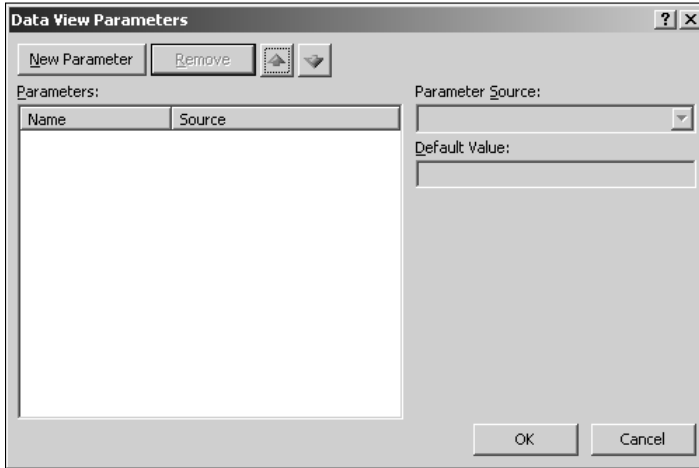 Data View Parameters
New Parameter Remove
Parameters:
Name Source
Parameter Source:
Default Value:
OK Cancel